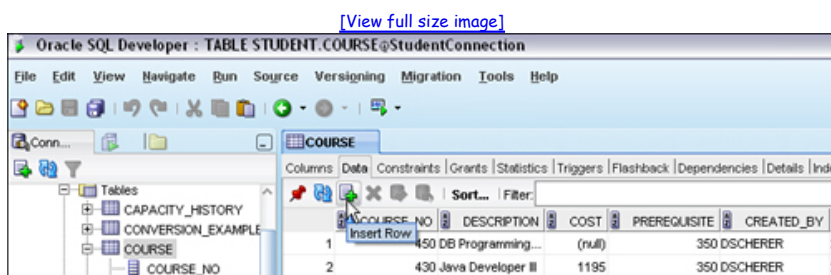 [View full size image]
Oracle SQL Developer : TABLE STUDENT.COURSE@StudentConnection
File Edit View Navigate Run Source Versioning Migration Tools Help
Conn...
COURSE
Columns Data Constraints Grants Statistics Triggers Flashback Dependencies Details Inde
Sort... Filter:
Tables
CAPACITY_HISTORY
CONVERSION_EXAMPLE
COURSE
COURSE_NO
COURSE_NO DESCRIPTION COST PREREQUISITE CREATED_BY
Insert Row
1 450 DB Programming... (null) 350 DSCHERER
2 430 Java Developer II 1195 350 DSCHERER